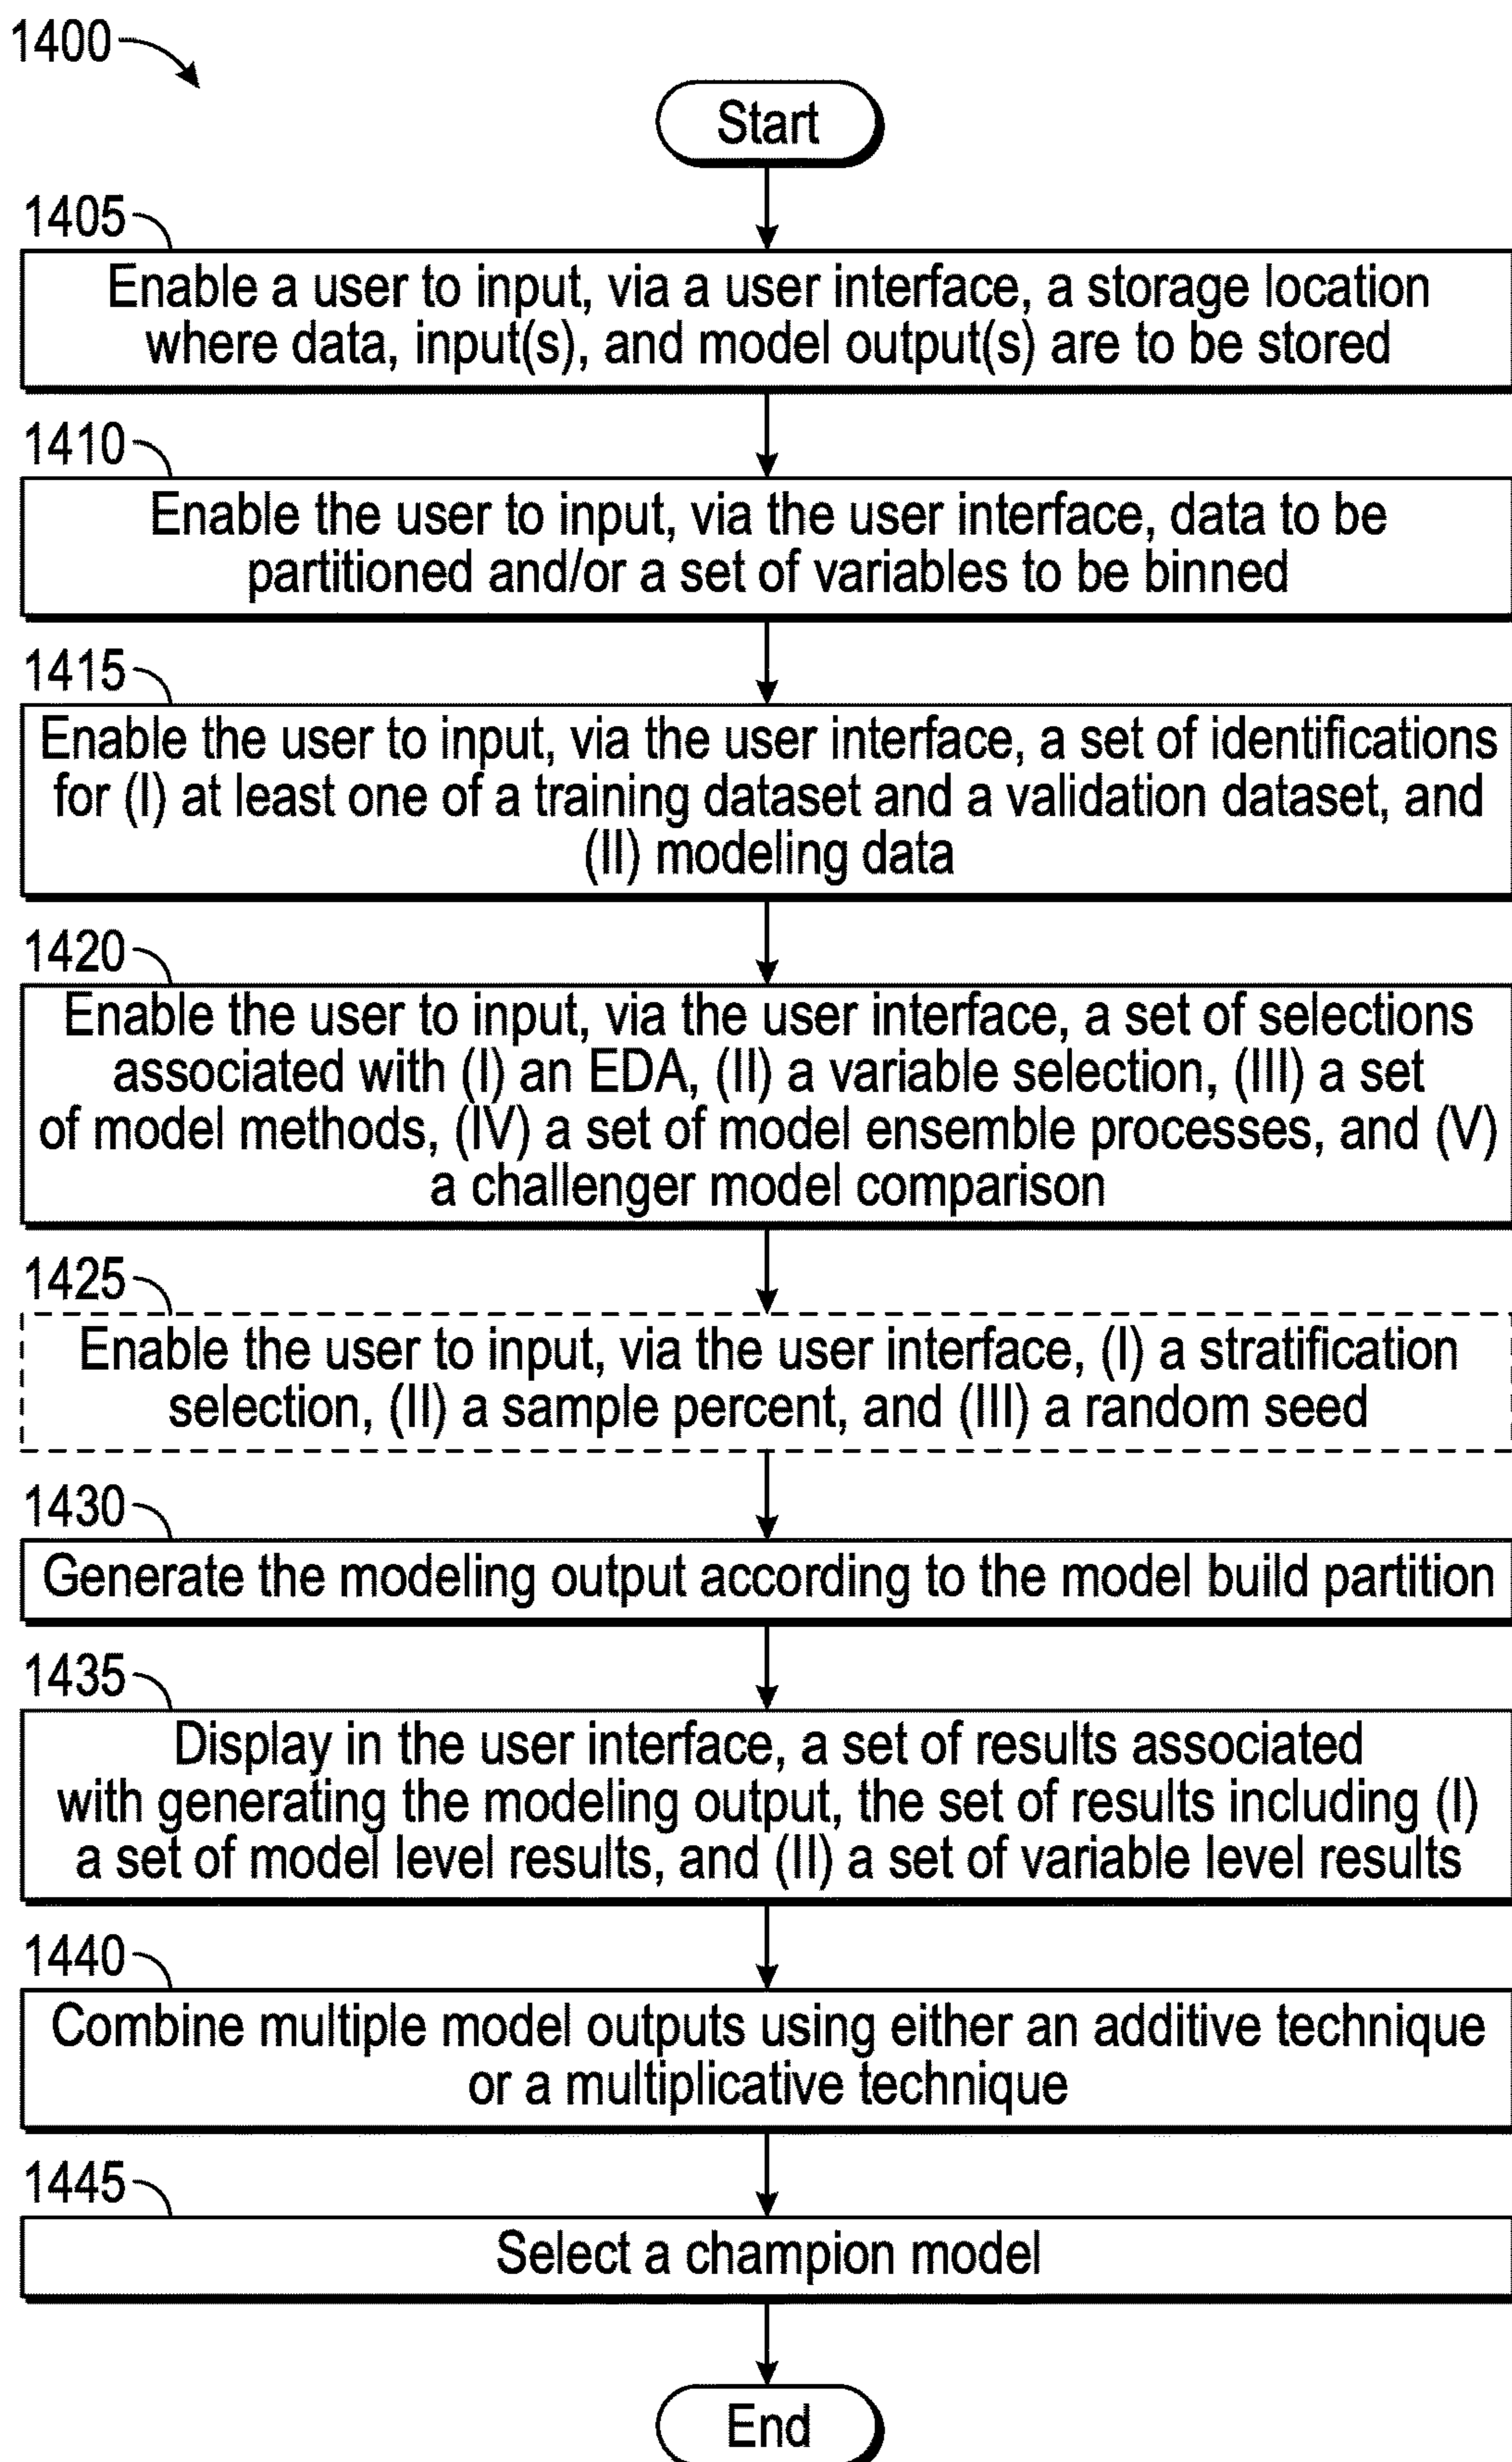 1400
Start
1405
Enable a user to input, via a user interface, a storage location
where data, input(s), and model output(s) are to be stored
1410
Enable the user to input, via the user interface, data to be
partitioned and/or a set of variables to be binned
1415
Enable the user to input, via the user interface, a set of identifications
for (I) at least one of a training dataset and a validation dataset, and
(II) modeling data
1420
Enable the user to input, via the user interface, a set of selections
associated with (I) an EDA, (II) a variable selection, (III) a set
of model methods, (IV) a set of model ensemble processes, and (V)
a challenger model comparison
1425
Enable the user to input, via the user interface, (I) a stratification
selection, (II) a sample percent, and (III) a random seed
1430
Generate the modeling output according to the model build partition
1435
Display in the user interface, a set of results associated
with generating the modeling output, the set of results including (I)
a set of model level results, and (II) a set of variable level results
1440
Combine multiple model outputs using either an additive technique
or a multiplicative technique
1445
Select a champion model
End